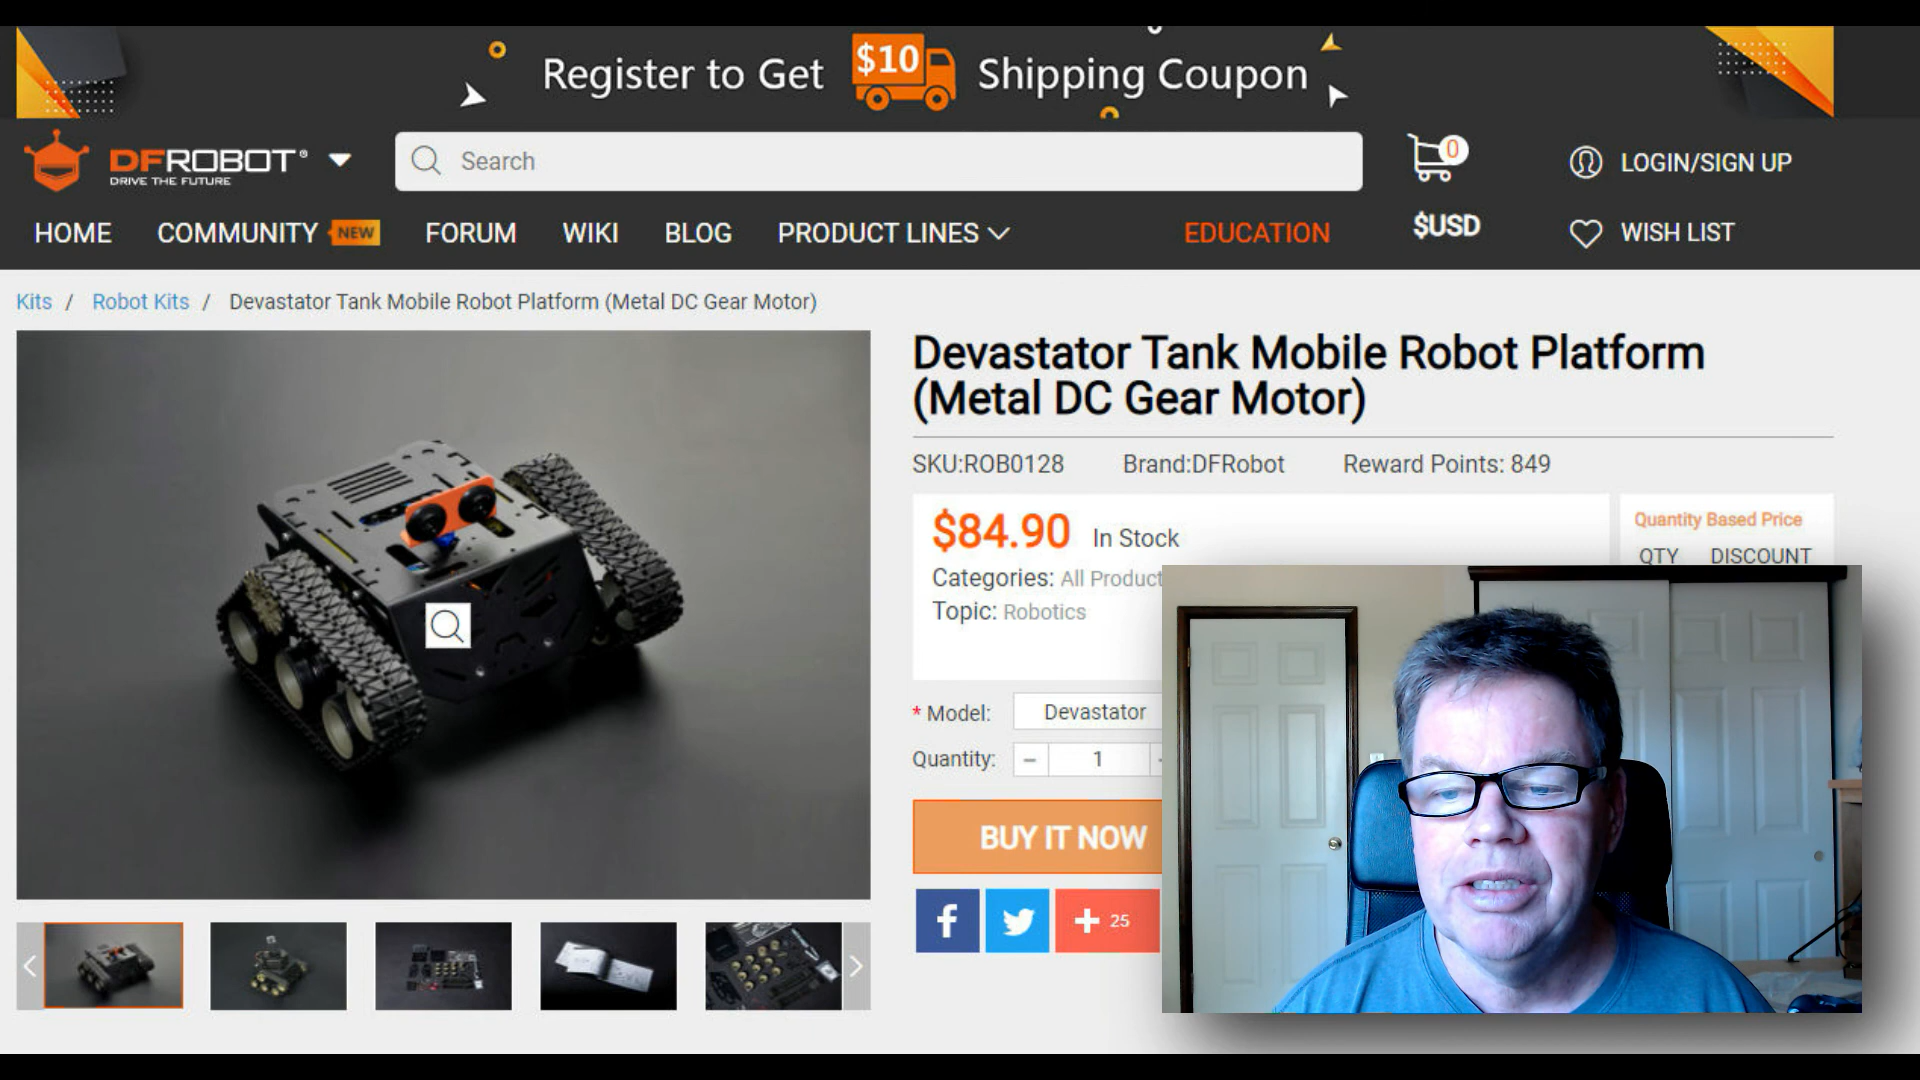 Register to Get $10 Shipping Coupon
DFROBOT®
DRIVE THE FUTURE
Search
0
LOGIN/SIGN UP
HOME COMMUNITY NEW FORUM WIKI BLOG PRODUCT LINES EDUCATION $USD WISH LIST
Kits / Robot Kits / Devastator Tank Mobile Robot Platform (Metal DC Gear Motor)
Devastator Tank Mobile Robot Platform
(Metal DC Gear Motor)
SKU:ROB0128 Brand:DFRobot Reward Points: 849
$84.90 In Stock
Quantity Based Price
QTY DISCOUNT
Categories: All Product
Topic: Robotics
* Model: Devastator
Quantity: − 1
BUY IT NOW
f + 25